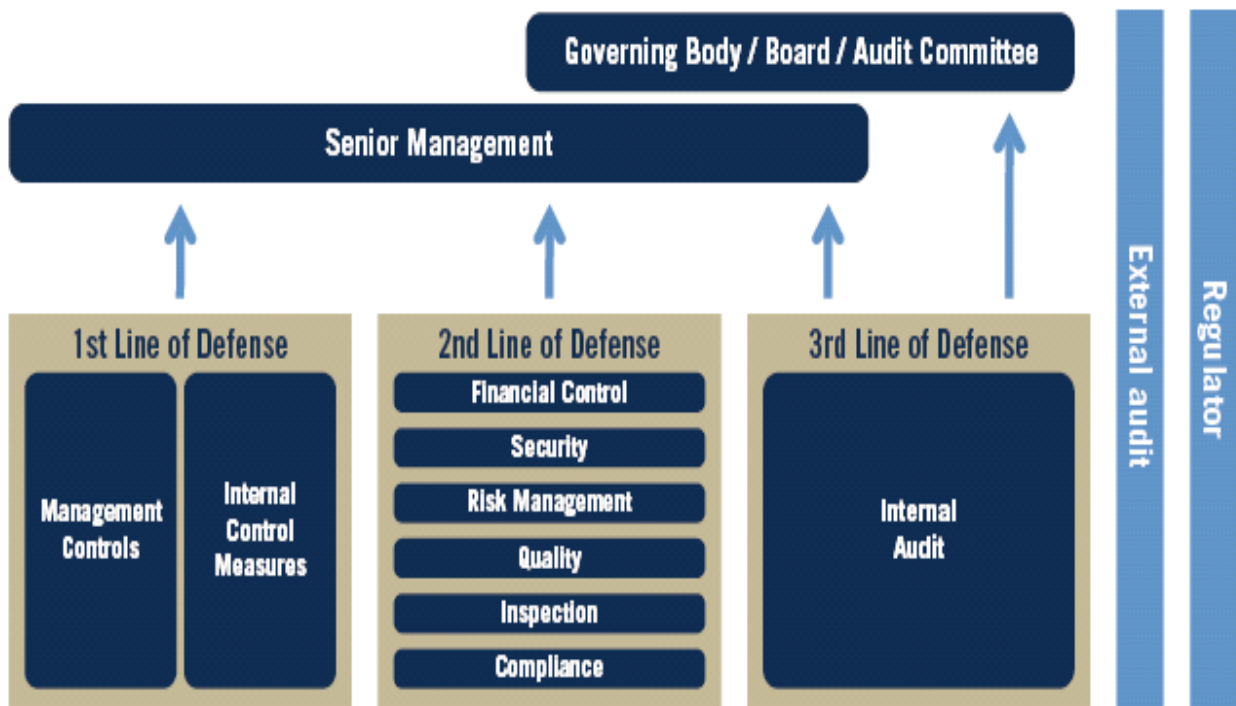 Governing Body / Board / Audit Committee
Senior Management
1st Line of Defense
Management
Controls
Internal
Control
Measures
2nd Line of Defense
Financial Control
Security
Risk Management
Quality
Inspection
Compliance
3rd Line of Defense
Internal
Audit
External audit
Regulator